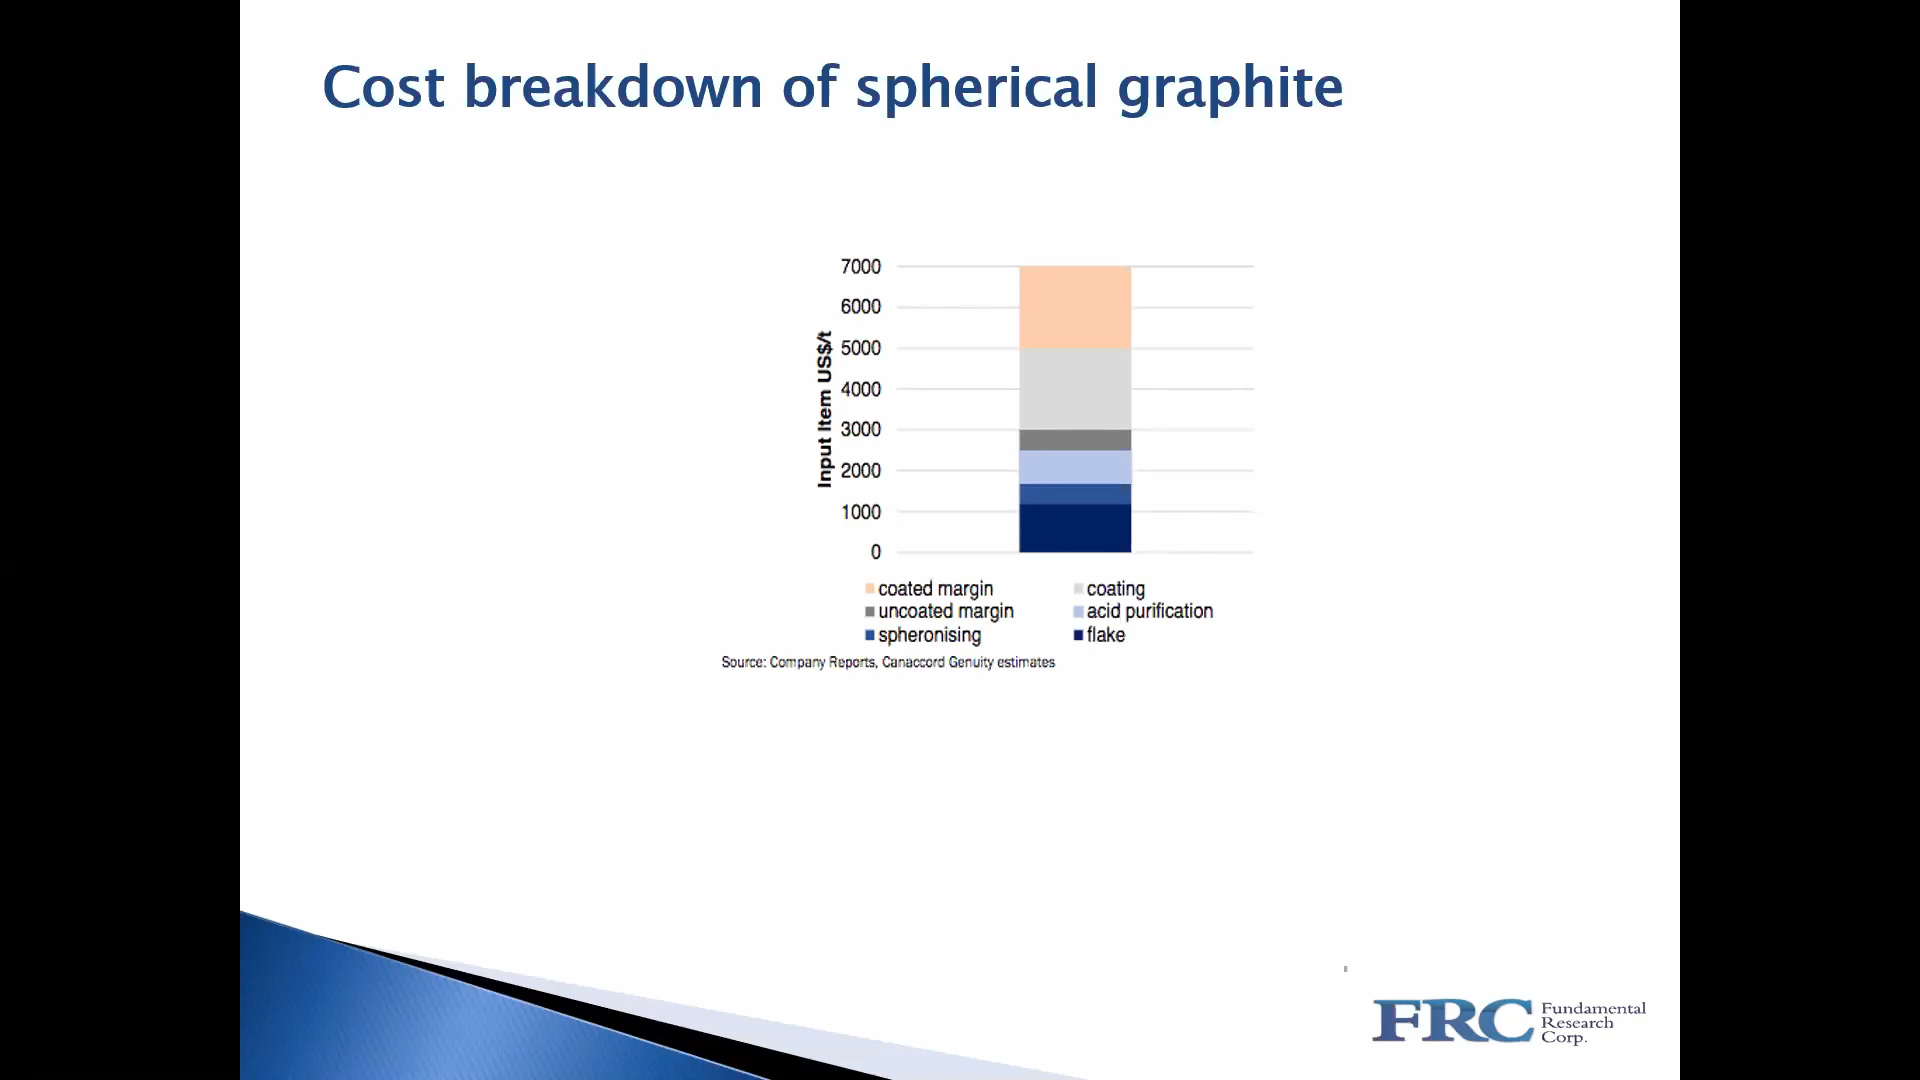 Cost breakdown of spherical graphite
7000
6000
5000
4000
3000
2000
1000
0
Input Item US$/t
coated margin
coating
uncoated margin
acid purification
spheronising
flake
Source: Company Reports, Canaccord Genuity estimates
FRC
Fundamental
Research
Corp.